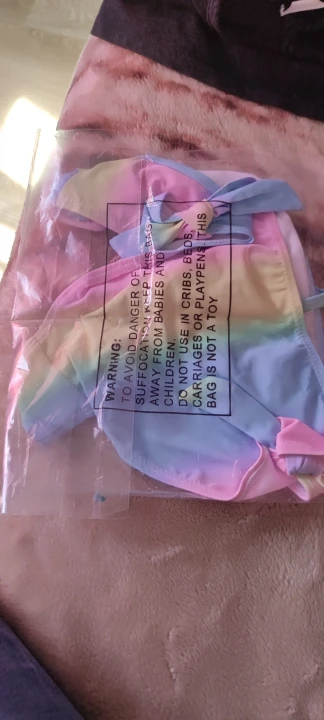 WARNING:
TO AVOID DANGER OF
SUFFOCATION KEEP THIS BAG
AWAY FROM BABIES AND
CHILDREN.
DO NOT USE IN CRIBS, BEDS,
CARRIAGES OR PLAYPENS. THIS
BAG IS NOT A TOY